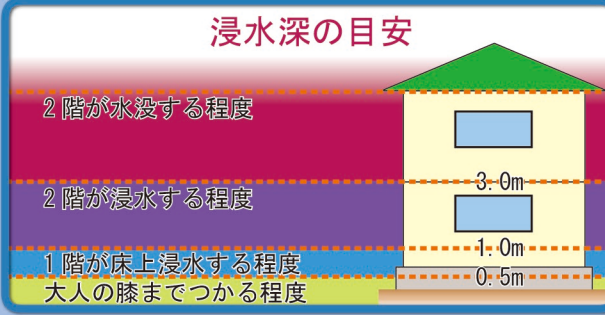 浸水深の目安
2階が水没する程度
3.0m
2階が浸水する程度
1.0m
1階が床上浸水する程度
0.5m
大人の膝までつかる程度